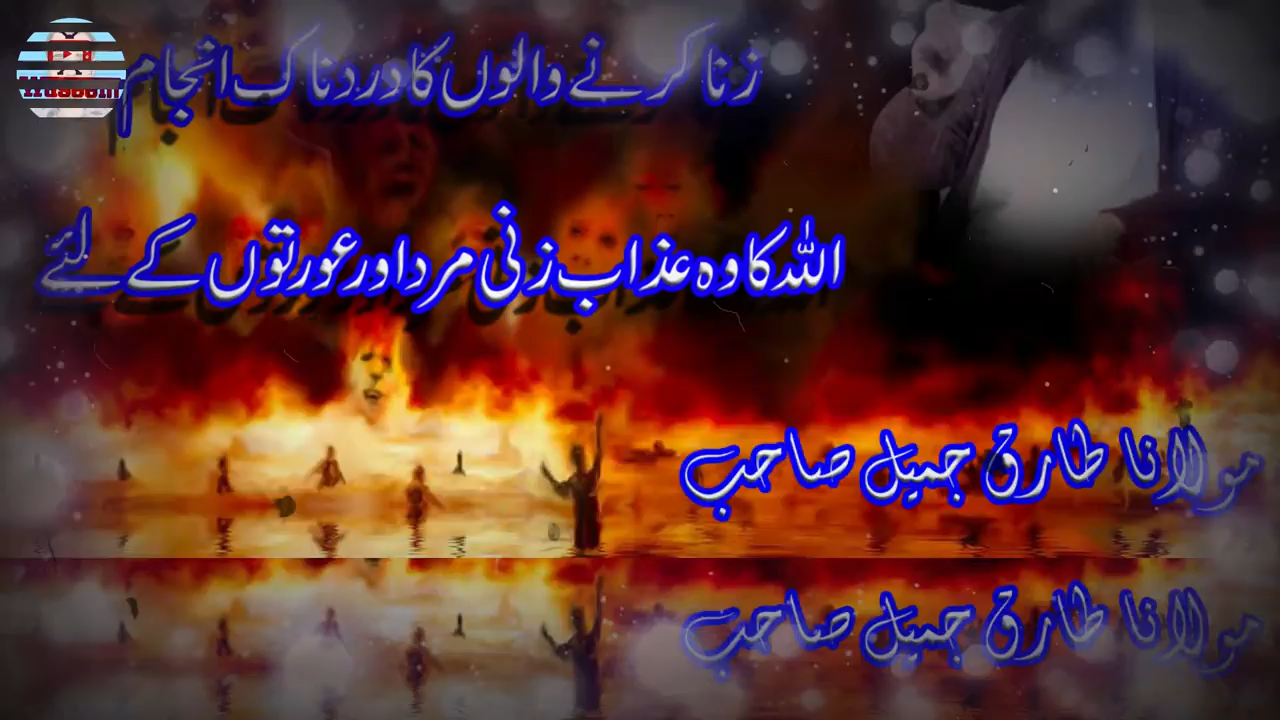 زنا کرنے والوں کا دردناک انجام
اللہ کا وہ عذاب زنی مرد اور عورتوں کے لئے
مولانا طارق جمیل صاحب
مولانا طارق جمیل صاحب